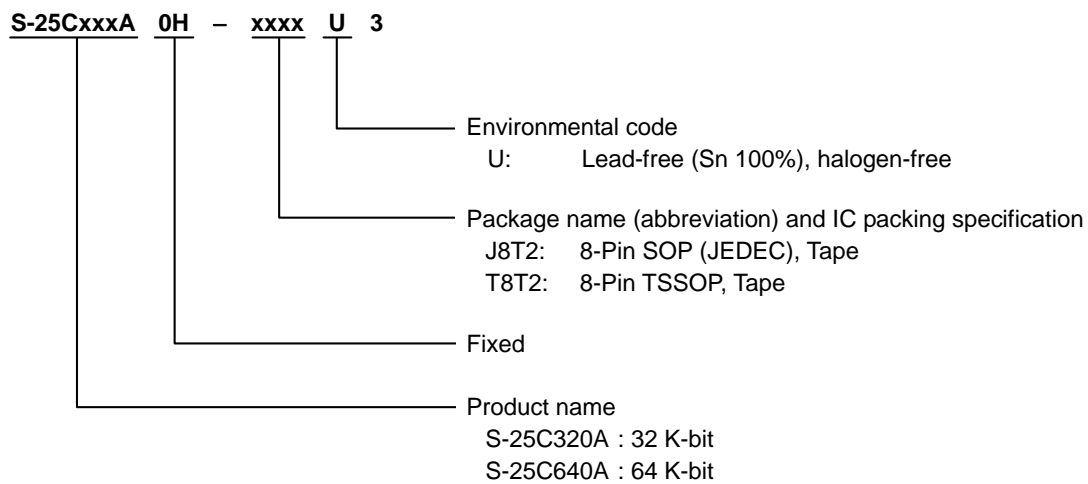 S-25CxxxA 0H – xxxx U 3
Environmental code
U: Lead-free (Sn 100%), halogen-free
Package name (abbreviation) and IC packing specification
J8T2: 8-Pin SOP (JEDEC), Tape
T8T2: 8-Pin TSSOP, Tape
Fixed
Product name
S-25C320A : 32 K-bit
S-25C640A : 64 K-bit